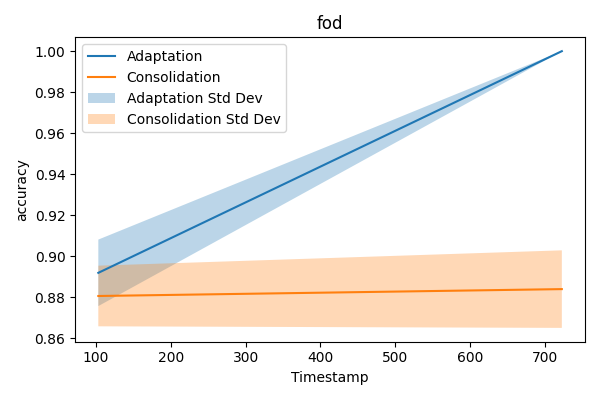 fod
Adaptation
Consolidation
Adaptation Std Dev
Consolidation Std Dev
accuracy
1.00
0.98
0.96
0.94
0.92
0.90
0.88
0.86
100 200 300 400 500 600 700
Timestamp